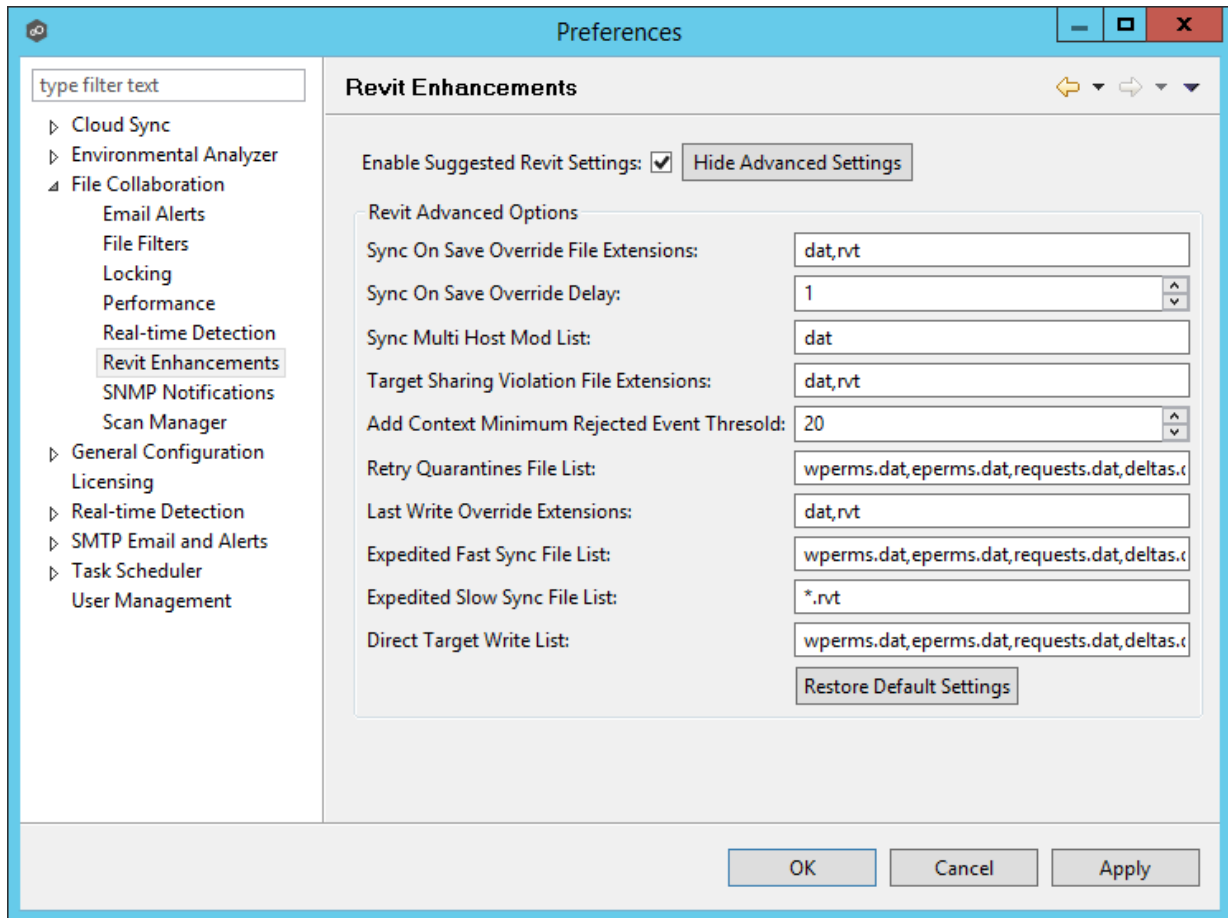 Preferences
type filter text
Cloud Sync
Environmental Analyzer
File Collaboration
Email Alerts
File Filters
Locking
Performance
Real-time Detection
Revit Enhancements
SNMP Notifications
Scan Manager
General Configuration
Licensing
Real-time Detection
SMTP Email and Alerts
Task Scheduler
User Management
Revit Enhancements
Enable Suggested Revit Settings: Hide Advanced Settings
Revit Advanced Options
Sync On Save Override File Extensions: dat,rvt
Sync On Save Override Delay: 1
Sync Multi Host Mod List: dat
Target Sharing Violation File Extensions: dat,rvt
Add Context Minimum Rejected Event Thresold: 20
Retry Quarantines File List: wperms.dat,eperms.dat,requests.dat,deltas.
Last Write Override Extensions: dat,rvt
Expedited Fast Sync File List: wperms.dat,eperms.dat,requests.dat,deltas.
Expedited Slow Sync File List: *.rvt
Direct Target Write List: wperms.dat,eperms.dat,requests.dat,deltas.
Restore Default Settings
OK Cancel Apply